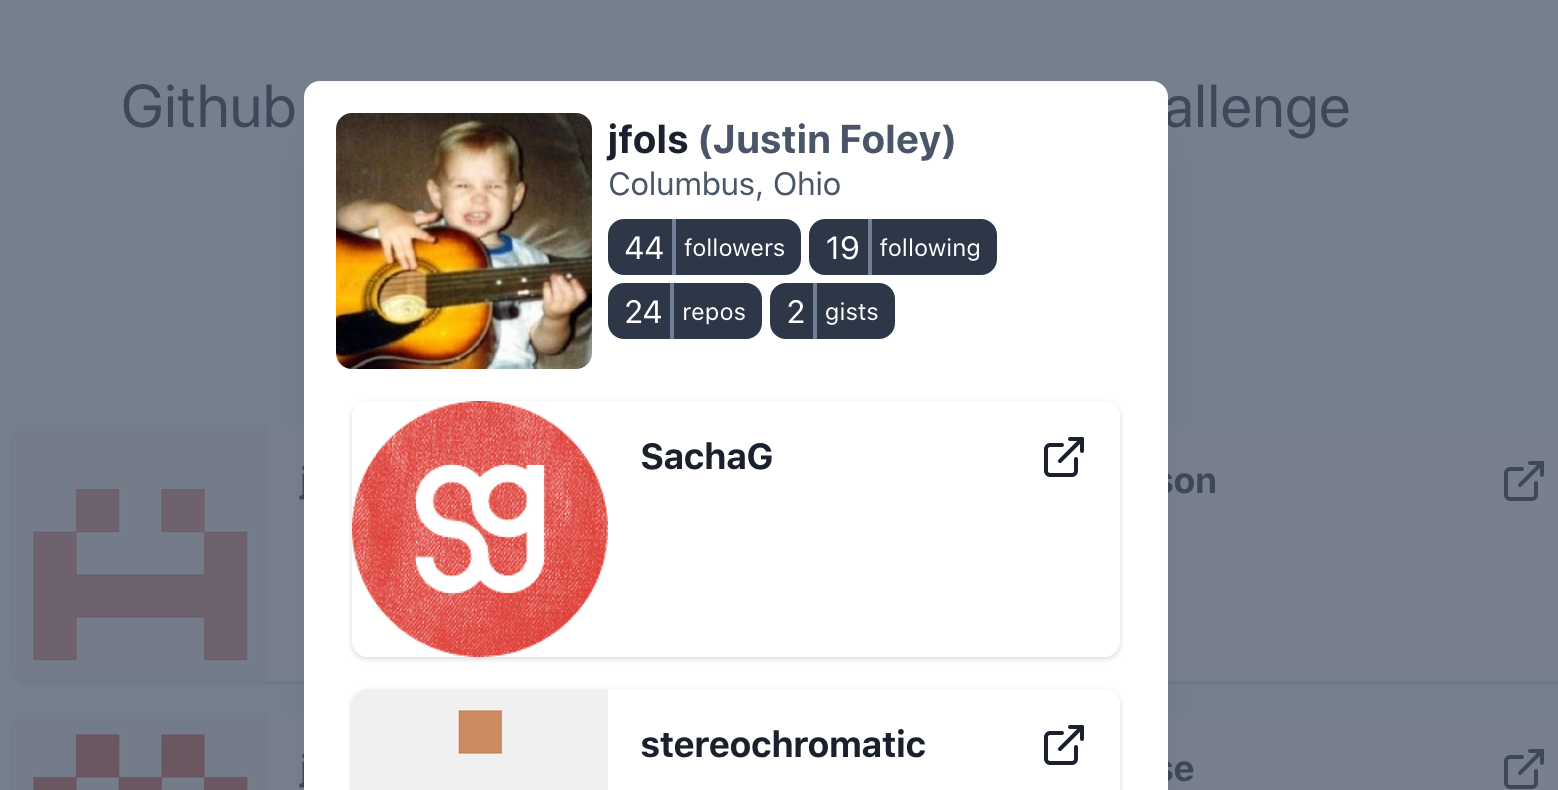 Github
allenge
jfols (Justin Foley)
Columbus, Ohio
44 followers
19 following
24 repos
2 gists
sg
SachaG
son
stereochromatic
se